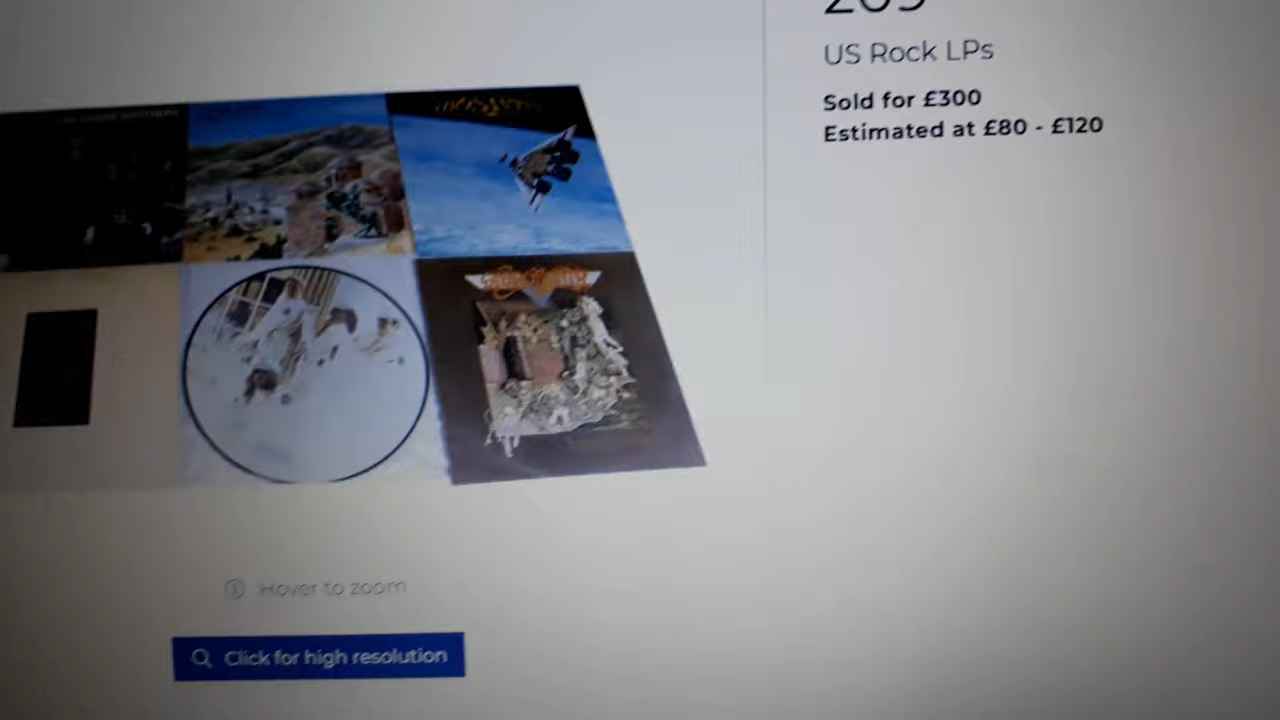 US Rock LPs
Sold for £300
Estimated at £80 - £120
Hover to zoom
Click for high resolution